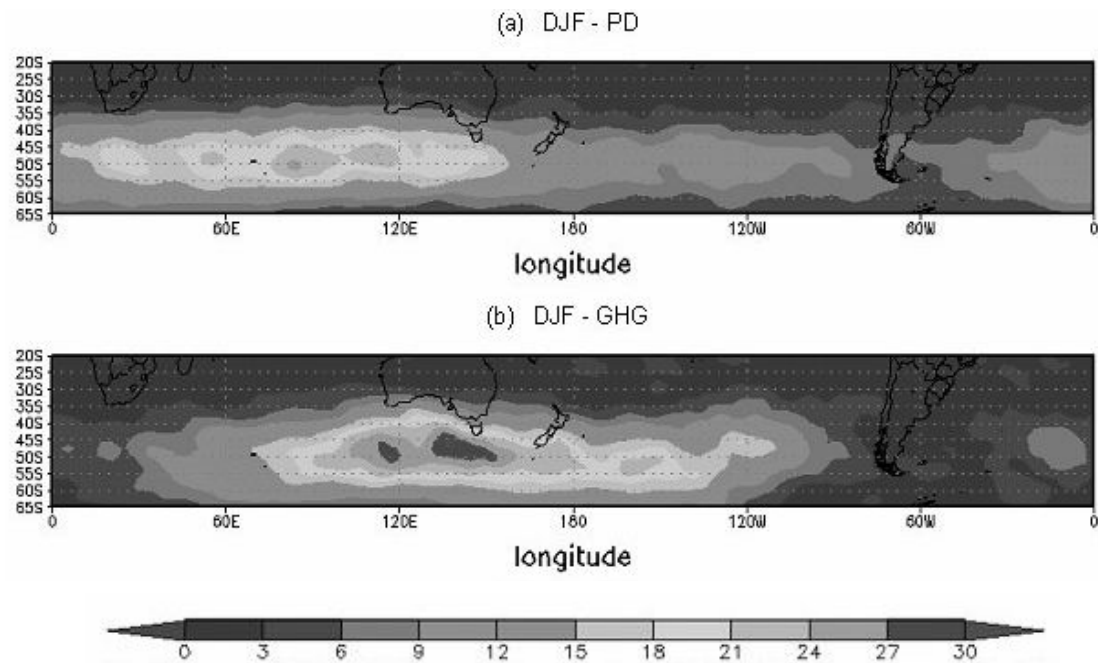 (a) DJF - PD
20S
25S
30S
35S
40S
45S
50S
55S
60S
65S
0 60E 120E 180 120W 60W 0
longitude
(b) DJF - GHG
20S
25S
30S
35S
40S
45S
50S
55S
60S
65S
0 60E 120E 180 120W 60W 0
longitude
0 3 6 9 12 15 18 21 24 27 30